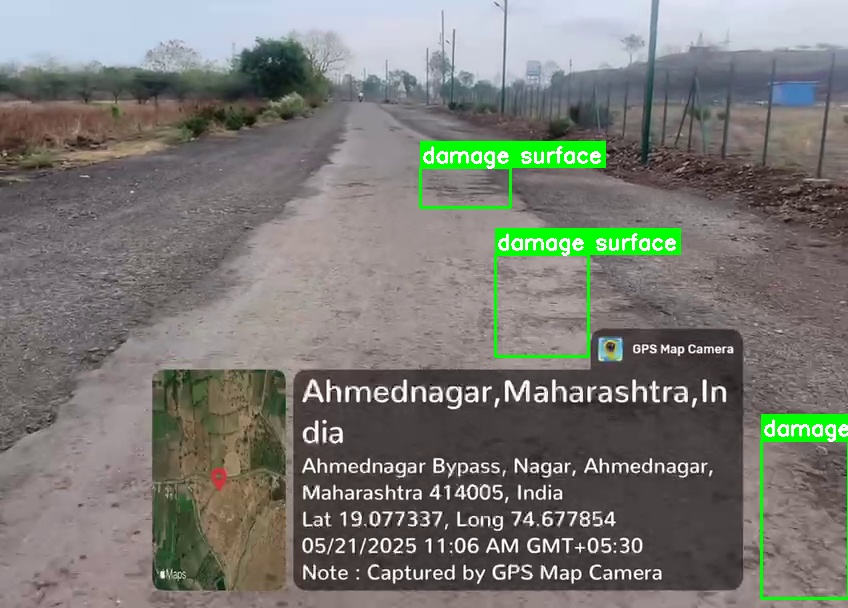 damage surface
damage surface
GPS Map Camera
Ahmednagar,Maharashtra,In
dia
Ahmednagar Bypass, Nagar, Ahmednagar,
Maharashtra 414005, India
Lat 19.077337, Long 74.677854
05/21/2025 11:06 AM GMT+05:30
Note : Captured by GPS Map Camera
damage
Maps